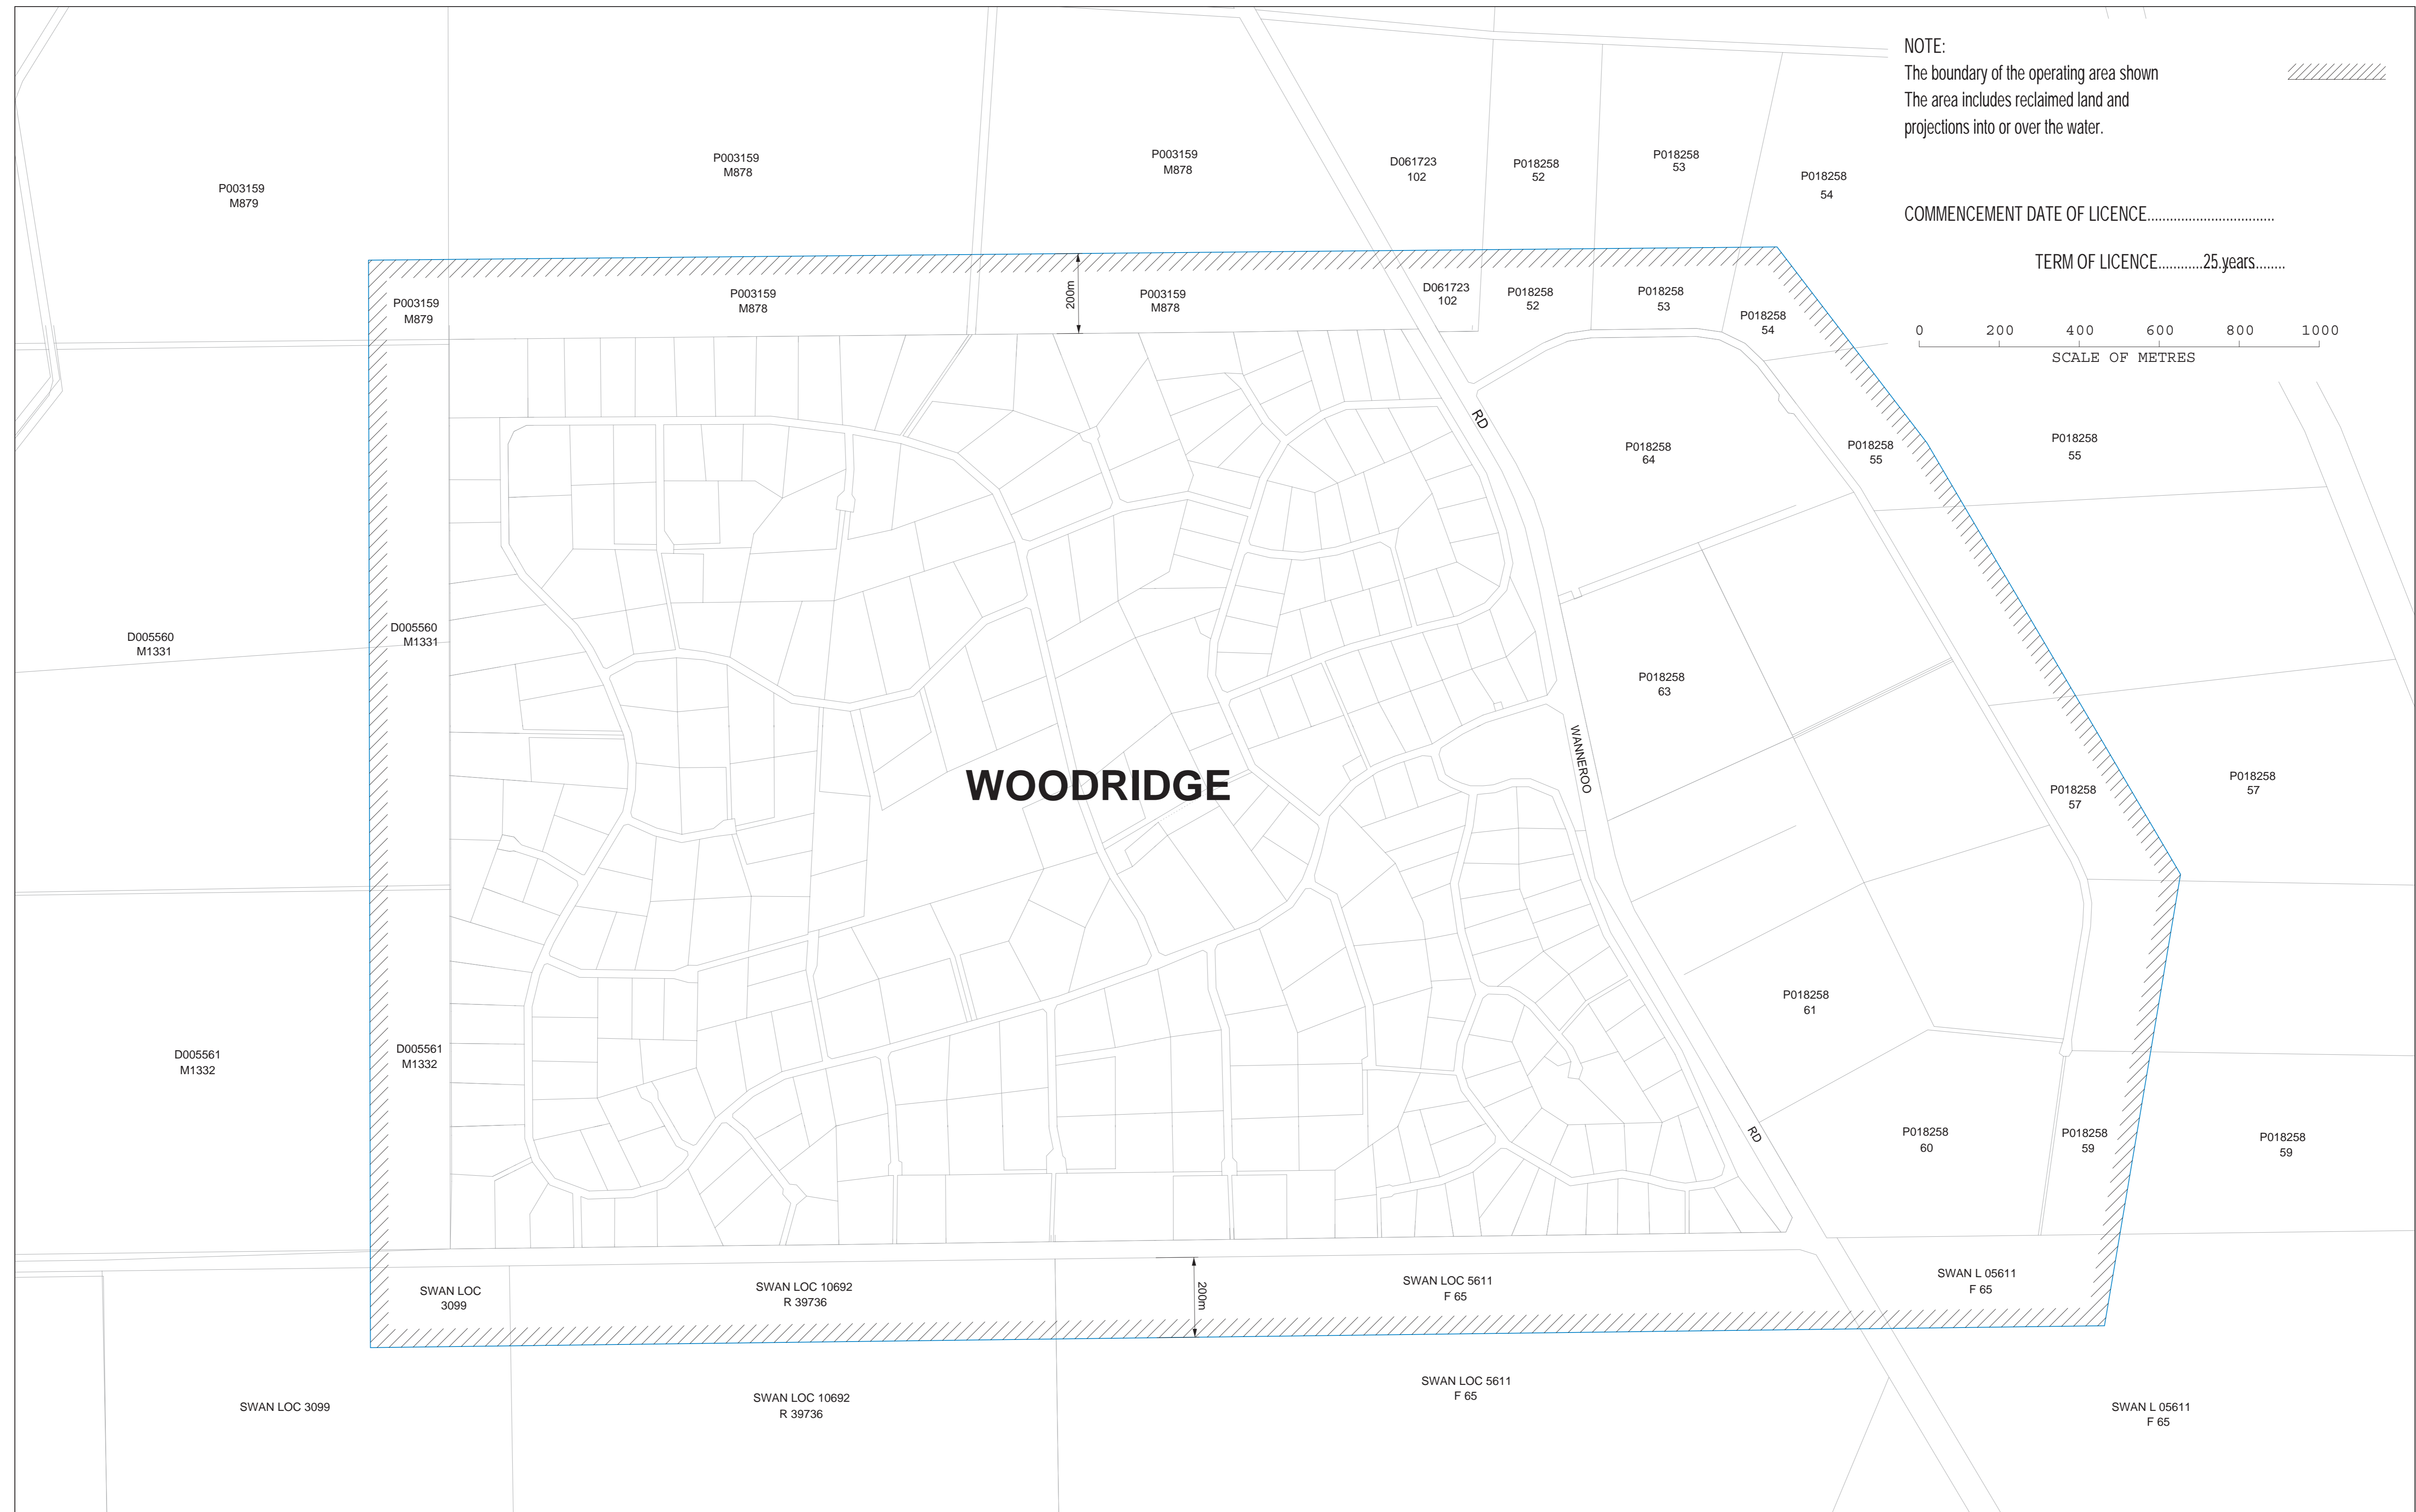 NOTE:
The boundary of the operating area shown
The area includes reclaimed land and
projections into or over the water.
COMMENCEMENT DATE OF LICENCE..................................
TERM OF LICENCE............25.years........
0 200 400 600 800 1000
SCALE OF METRES
P003159
M879
P003159
M878
P003159
M878
D061723
102
P018258
52
P018258
53
P018258
54
P003159
M879
P003159
M878
200m
P003159
M878
D061723
102
P018258
52
P018258
53
P018258
54
RD
P018258
64
P018258
55
P018258
55
D005560
M1331
D005560
M1331
P018258
63
WANNEROO
WOODRIDGE
P018258
57
P018258
57
D005561
M1332
D005561
M1332
P018258
61
RD
P018258
60
P018258
59
P018258
59
SWAN LOC
3099
SWAN LOC 10692
R 39736
200m
SWAN LOC 5611
F 65
SWAN L 05611
F 65
SWAN LOC 3099
SWAN LOC 10692
R 39736
SWAN LOC 5611
F 65
SWAN L 05611
F 65